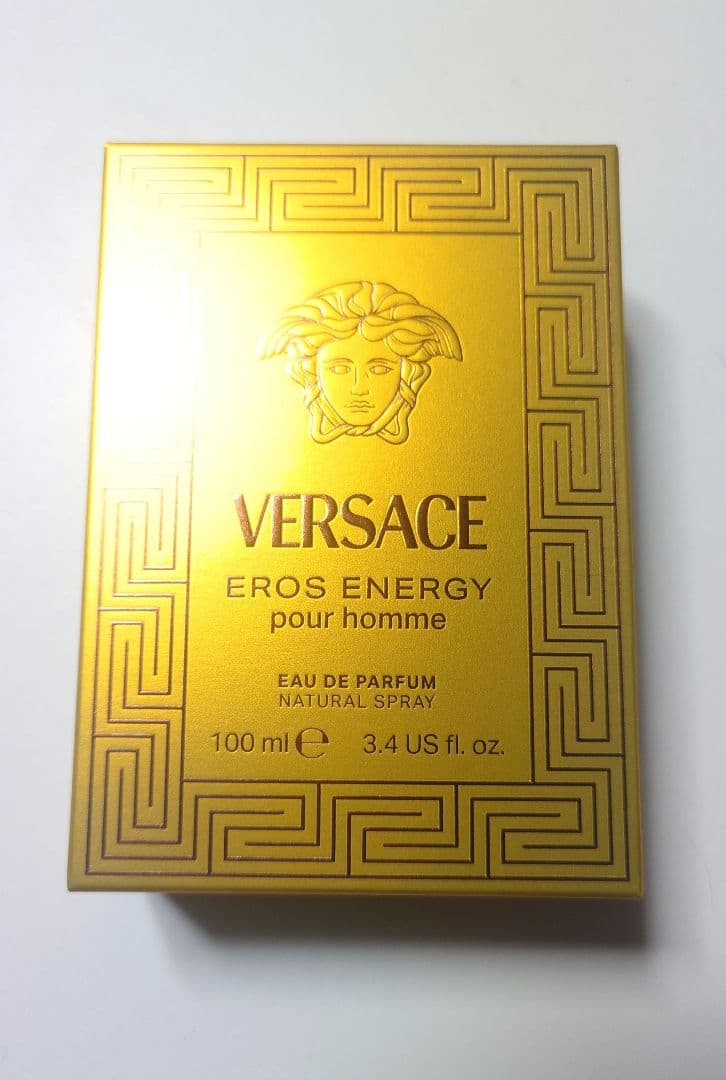 VERSACE
EROS ENERGY
pour homme
EAU DE PARFUM
NATURAL SPRAY
100 ml ℮ 3.4 US fl. oz.